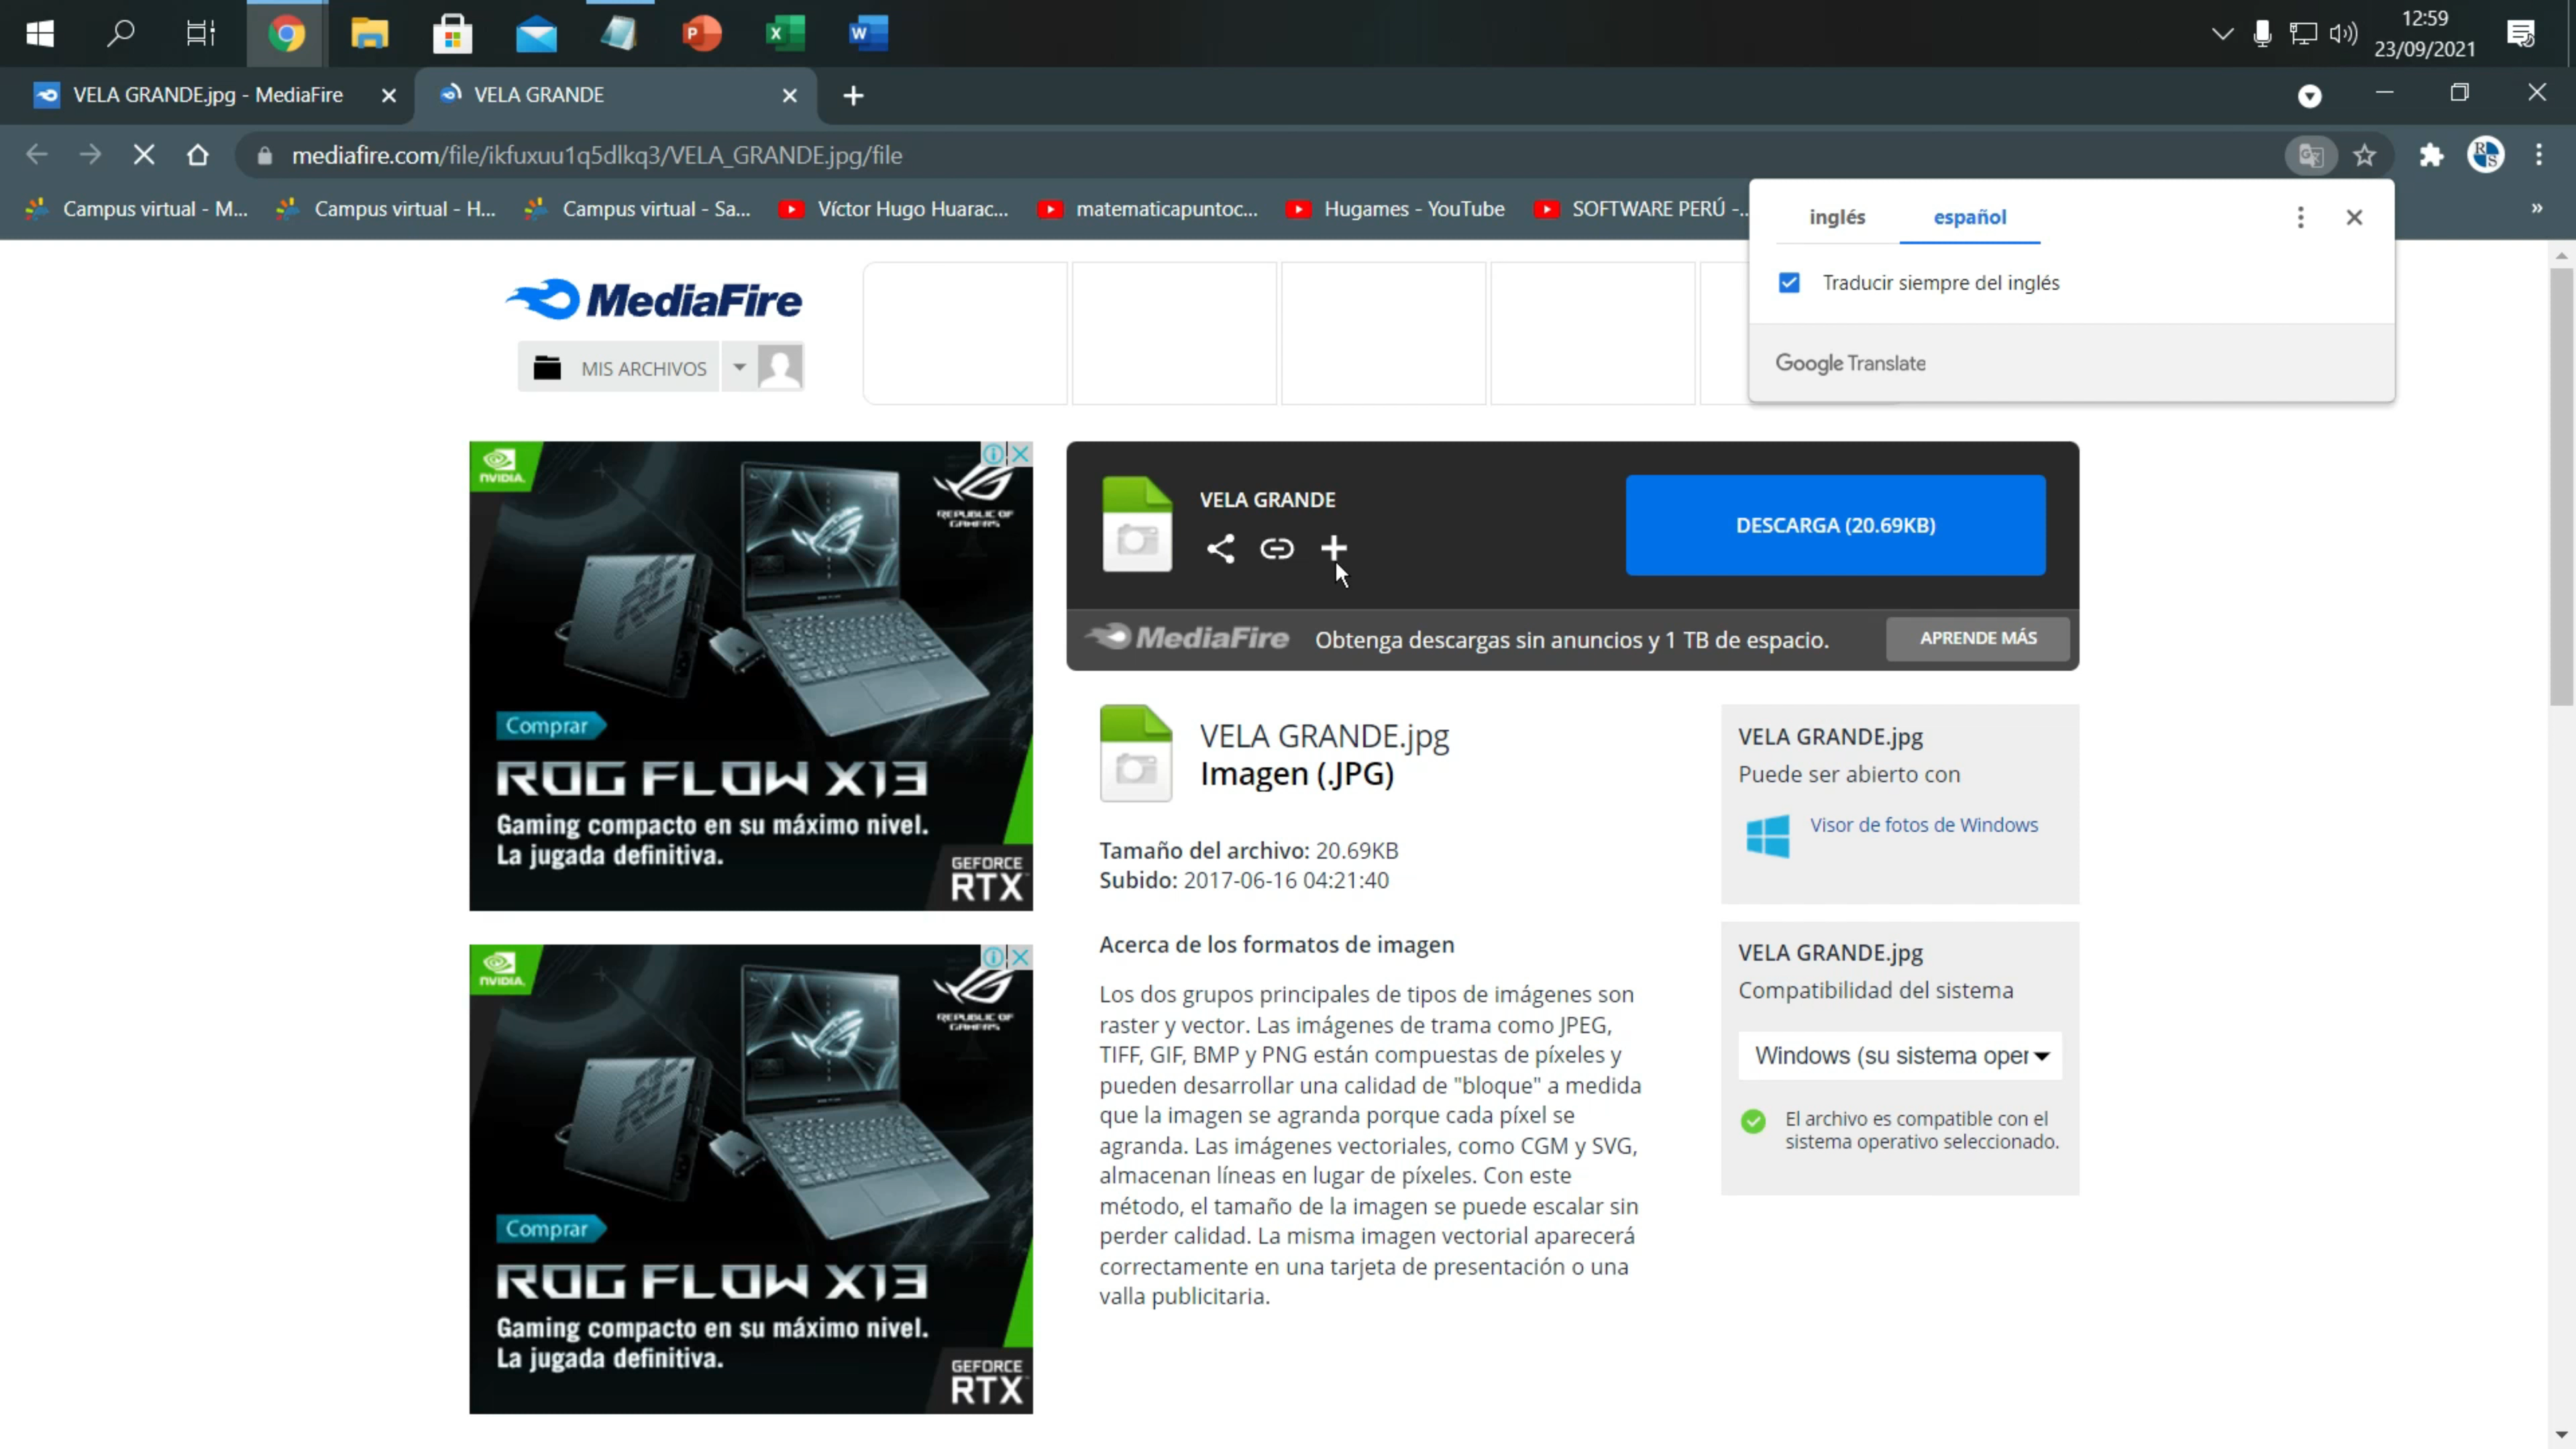 12:59
23/09/2021
VELA GRANDE.jpg - MediaFire
VELA GRANDE
mediafire.com/file/ikfuxuu1q5dlkq3/VELA_GRANDE.jpg/file
Campus virtual - M...
Campus virtual - H...
Campus virtual - Sa...
Víctor Hugo Huarac...
matematicapuntoc...
Hugames - YouTube
SOFTWARE PERÚ -...
»
inglés
español
Traducir siempre del inglés
Google Translate
MediaFire
MIS ARCHIVOS
NVIDIA.
REPUBLIC OF
GAMERS
Comprar
ROG FLOW X13
Gaming compacto en su máximo nivel.
La jugada definitiva.
GEFORCE
RTX
VELA GRANDE
DESCARGA (20.69KB)
MediaFire
Obtenga descargas sin anuncios y 1 TB de espacio.
APRENDE MÁS
VELA GRANDE.jpg
Imagen (.JPG)
Tamaño del archivo: 20.69KB
Subido: 2017-06-16 04:21:40
Acerca de los formatos de imagen
Los dos grupos principales de tipos de imágenes son
raster y vector. Las imágenes de trama como JPEG,
TIFF, GIF, BMP y PNG están compuestas de píxeles y
pueden desarrollar una calidad de "bloque" a medida
que la imagen se agranda porque cada píxel se
agranda. Las imágenes vectoriales, como CGM y SVG,
almacenan líneas en lugar de píxeles. Con este
método, el tamaño de la imagen se puede escalar sin
perder calidad. La misma imagen vectorial aparecerá
correctamente en una tarjeta de presentación o una
valla publicitaria.
VELA GRANDE.jpg
Puede ser abierto con
Visor de fotos de Windows
VELA GRANDE.jpg
Compatibilidad del sistema
Windows (su sistema oper
El archivo es compatible con el
sistema operativo seleccionado.
NVIDIA.
REPUBLIC OF
GAMERS
Comprar
ROG FLOW X13
Gaming compacto en su máximo nivel.
La jugada definitiva.
GEFORCE
RTX